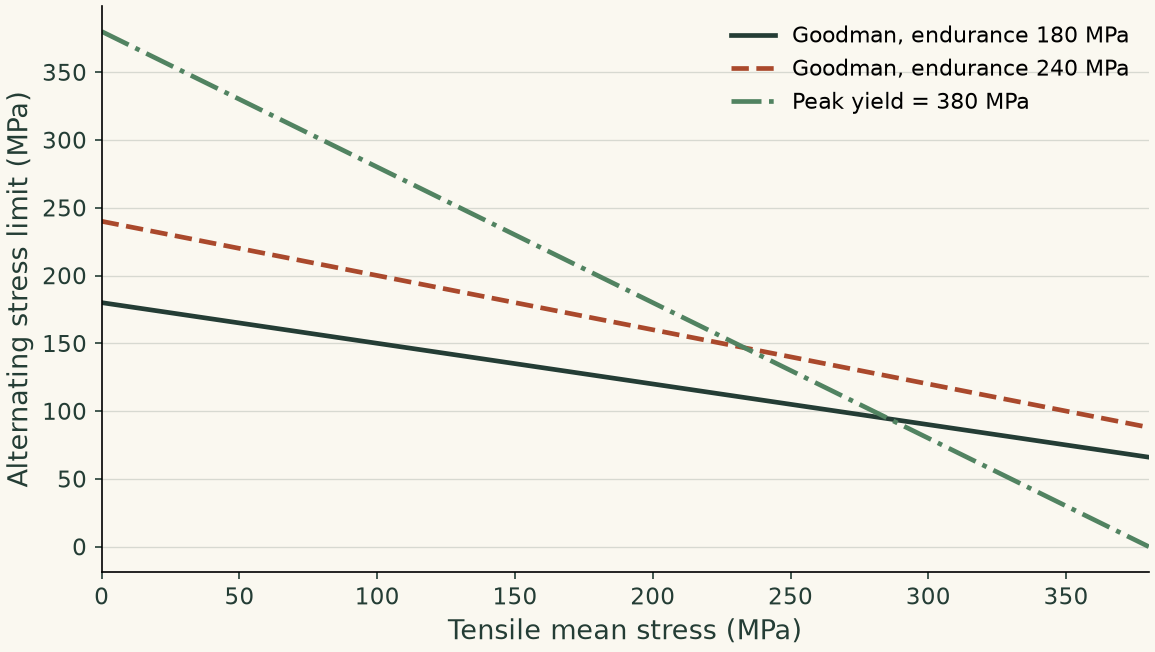 Goodman, endurance 180 MPa
Goodman, endurance 240 MPa
Peak yield = 380 MPa
Alternating stress limit (MPa)
350
300
250
200
150
100
50
0
0 50 100 150 200 250 300 350
Tensile mean stress (MPa)